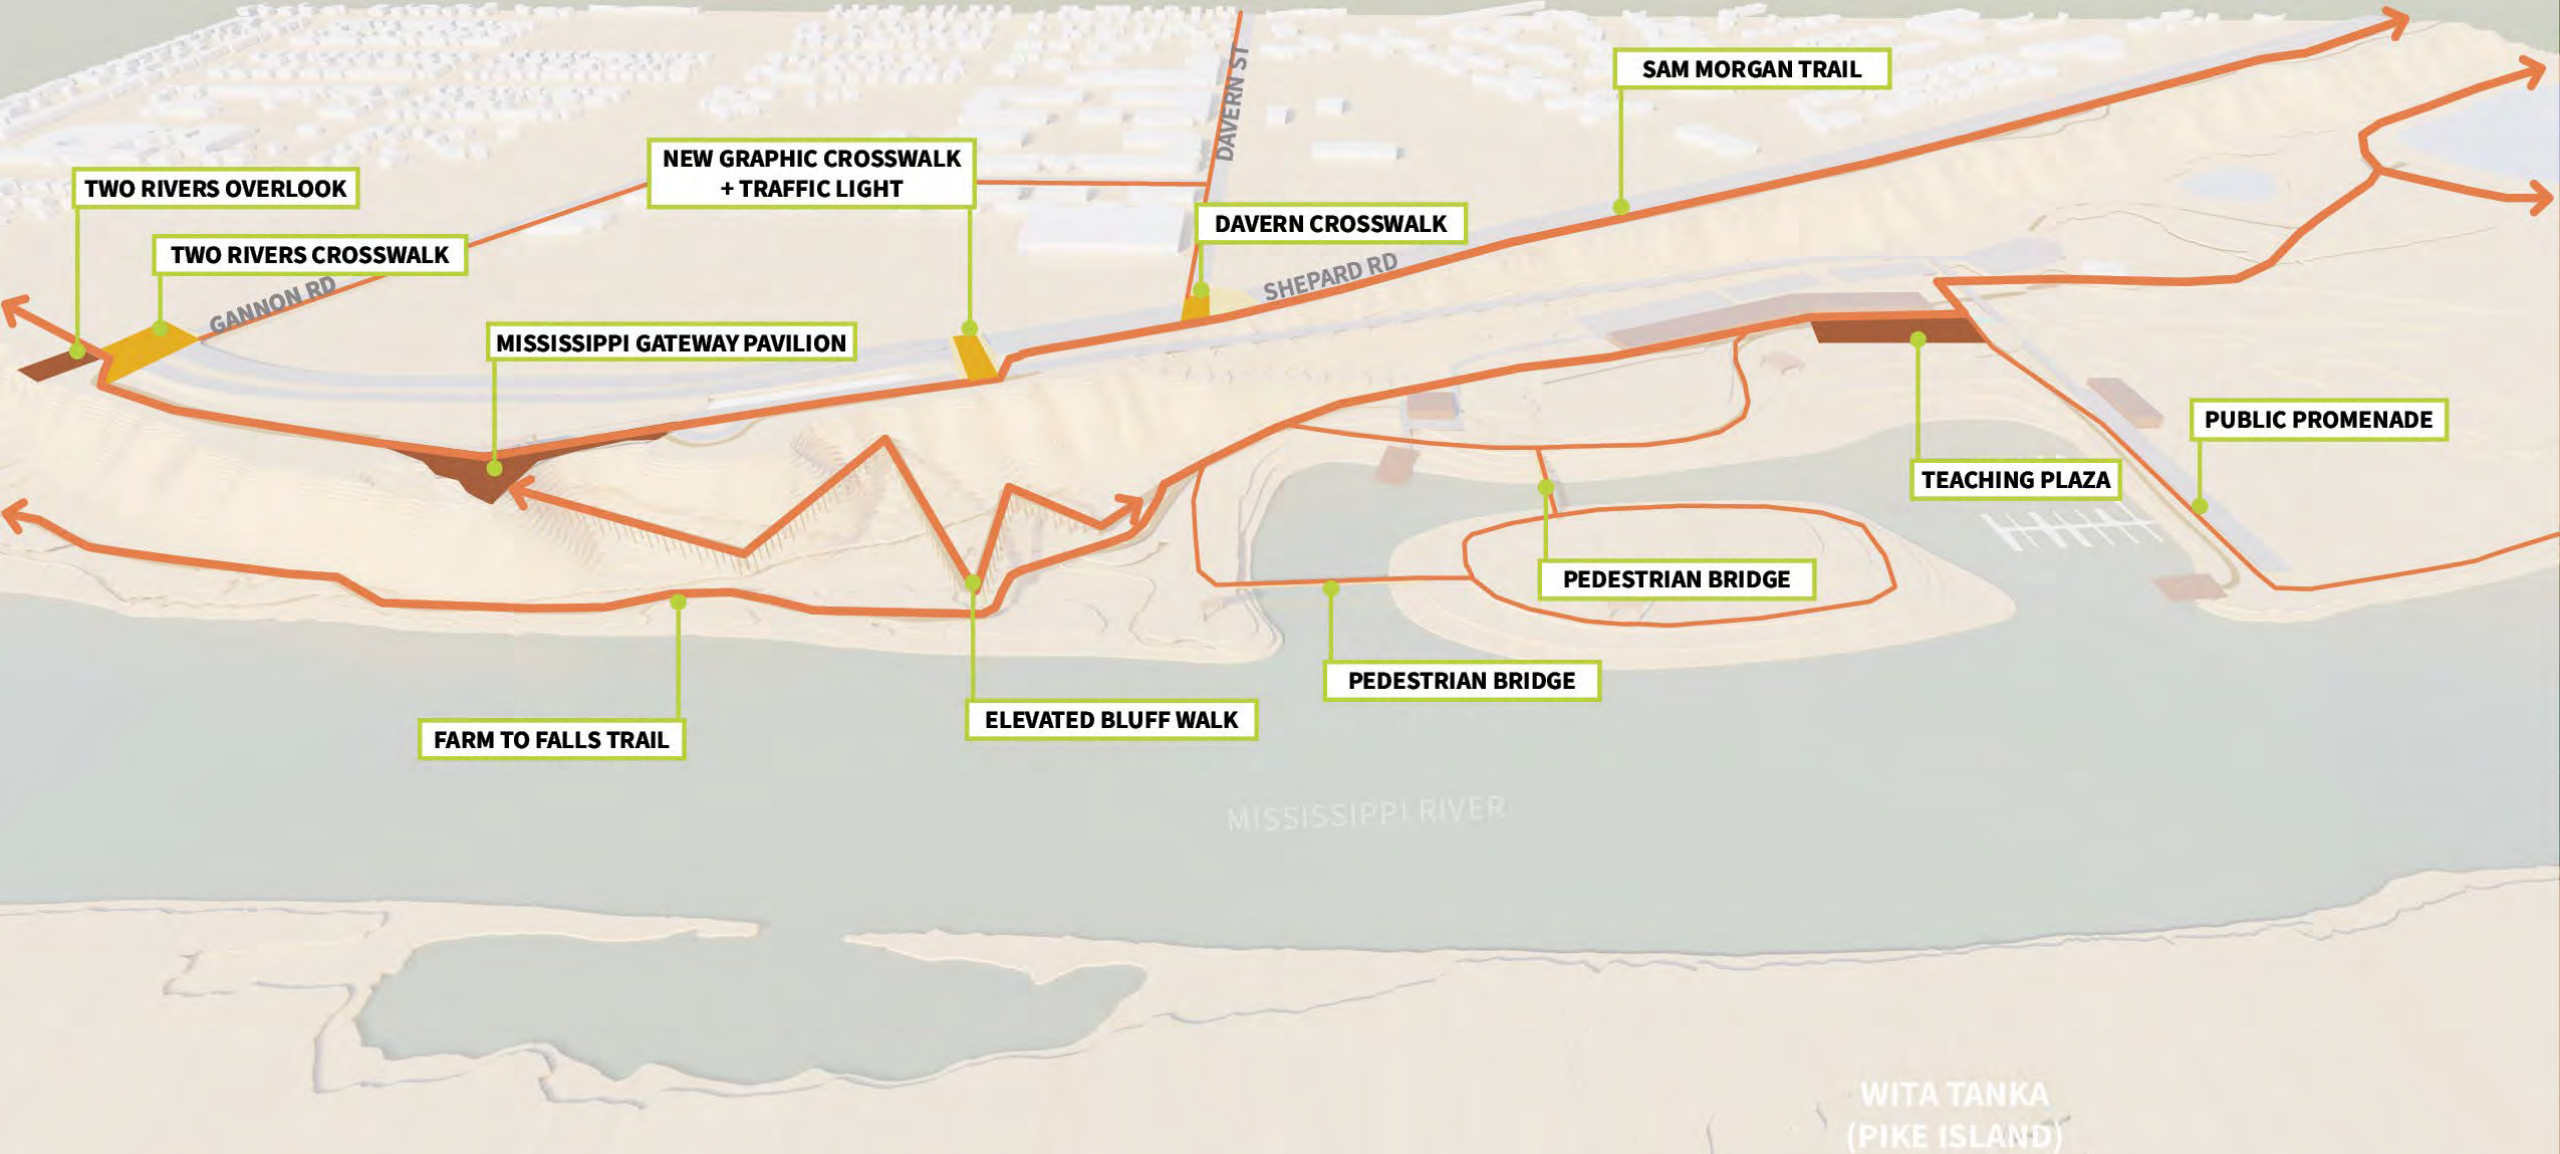 DAVERN ST
SAM MORGAN TRAIL
NEW GRAPHIC CROSSWALK
+ TRAFFIC LIGHT
TWO RIVERS OVERLOOK
DAVERN CROSSWALK
TWO RIVERS CROSSWALK
SHEPARD RD
GANNON RD
MISSISSIPPI GATEWAY PAVILION
PUBLIC PROMENADE
TEACHING PLAZA
PEDESTRIAN BRIDGE
PEDESTRIAN BRIDGE
ELEVATED BLUFF WALK
FARM TO FALLS TRAIL
MISSISSIPPI RIVER
WITA TANKA
(PIKE ISLAND)